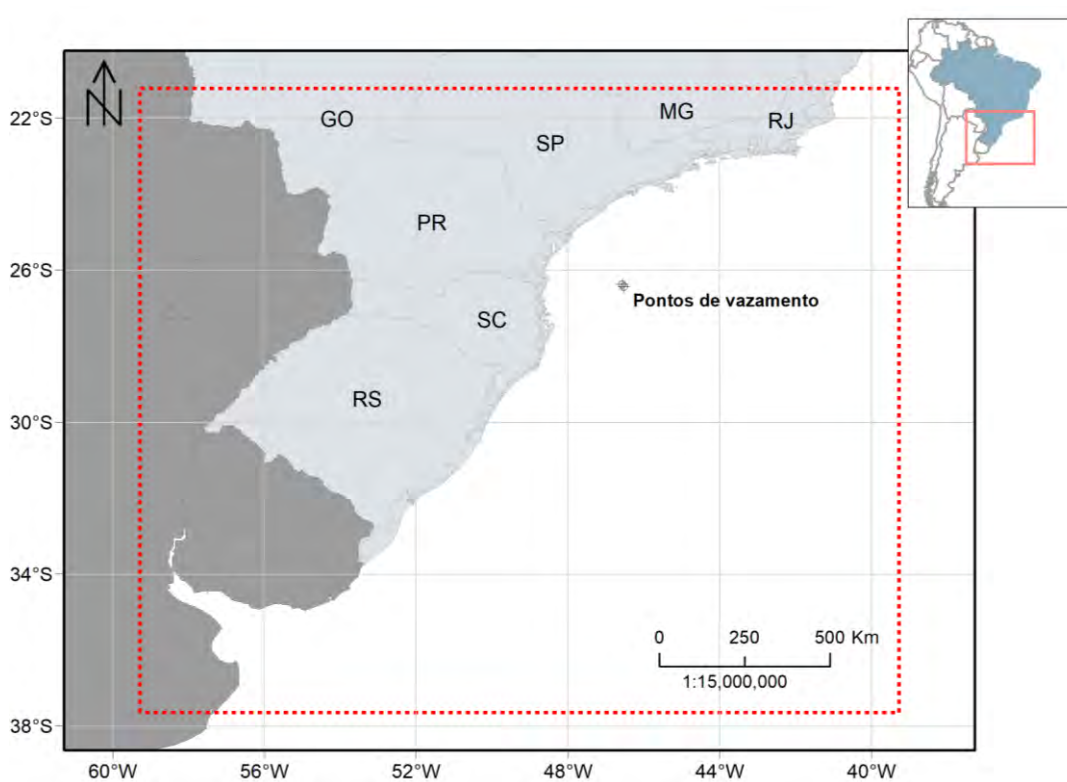 N
22°S
26°S
30°S
34°S
38°S
GO
SP
MG
RJ
PR
SC
RS
Pontos de vazamento
0 250 500 Km
1:15,000,000
60°W 56°W 52°W 48°W 44°W 40°W